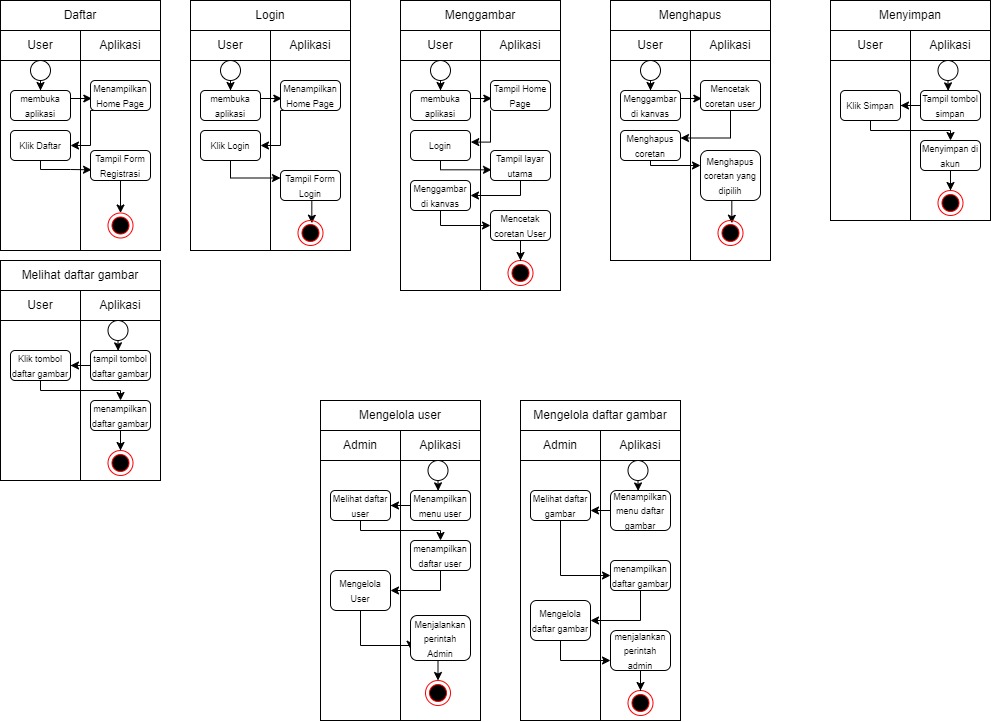 Daftar
User
Aplikasi
membuka
aplikasi
Menampilkan
Home Page
Klik Daftar
Tampil Form
Registrasi
Login
User
Aplikasi
membuka
aplikasi
Menampilkan
Home Page
Klik Login
Tampil Form
Login
Menggambar
User
Aplikasi
membuka
aplikasi
Tampil Home
Page
Login
Tampil layar
utama
Menggambar
di kanvas
Mencetak
coretan User
Menghapus
User
Aplikasi
Menggambar
di kanvas
Mencetak
coretan user
Menghapus
coretan
Menghapus
coretan yang
dipilih
Menyimpan
User
Aplikasi
Tampil tombol
simpan
Klik Simpan
Menyimpan di
akun
Melihat daftar gambar
User
Aplikasi
tampil tombol
daftar gambar
Klik tombol
daftar gambar
menampilkan
daftar gambar
Mengelola user
Admin
Aplikasi
Menampilkan
menu user
Melihat daftar
user
menampilkan
daftar user
Mengelola
User
Menjalankan
perintah
Admin
Mengelola daftar gambar
Admin
Aplikasi
Menampilkan
menu daftar
gambar
Melihat daftar
gambar
menampilkan
daftar gambar
Mengelola
daftar gambar
menjalankan
perintah
admin